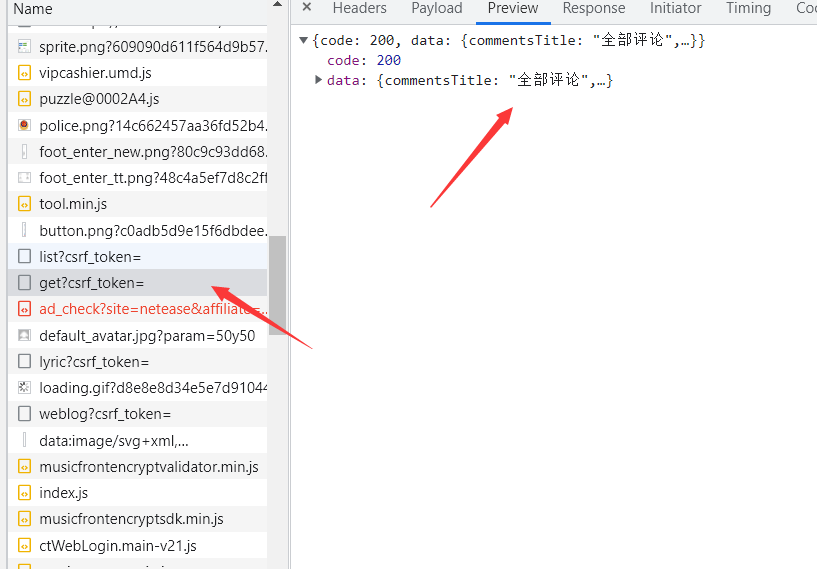 Name
Headers Payload Preview Response Initiator Timing
sprite.png?609090d611f564d9b57.
vipcashier.umd.js
puzzle@0002A4.js
police.png?14c662457aa36fd52b4.
foot_enter_new.png?80c9c93dd68.
foot_enter_tt.png?48c4a5ef7d8c2ff
tool.min.js
button.png?c0adb5d9e15f6dbdee.
list?csrf_token=
get?csrf_token=
ad_check?site=netease&affiliate=..
default_avatar.jpg?param=50y50
lyric?csrf_token=
loading.gif?d8e8e8d34e5e7d91044
weblog?csrf_token=
data:image/svg+xml,...
musicfrontencryptvalidator.min.js
index.js
musicfrontencryptsdk.min.js
ctWebLogin.main-v21.js
{code: 200, data: {commentsTitle: "全部评论",…}}
code: 200
data: {commentsTitle: "全部评论",…}